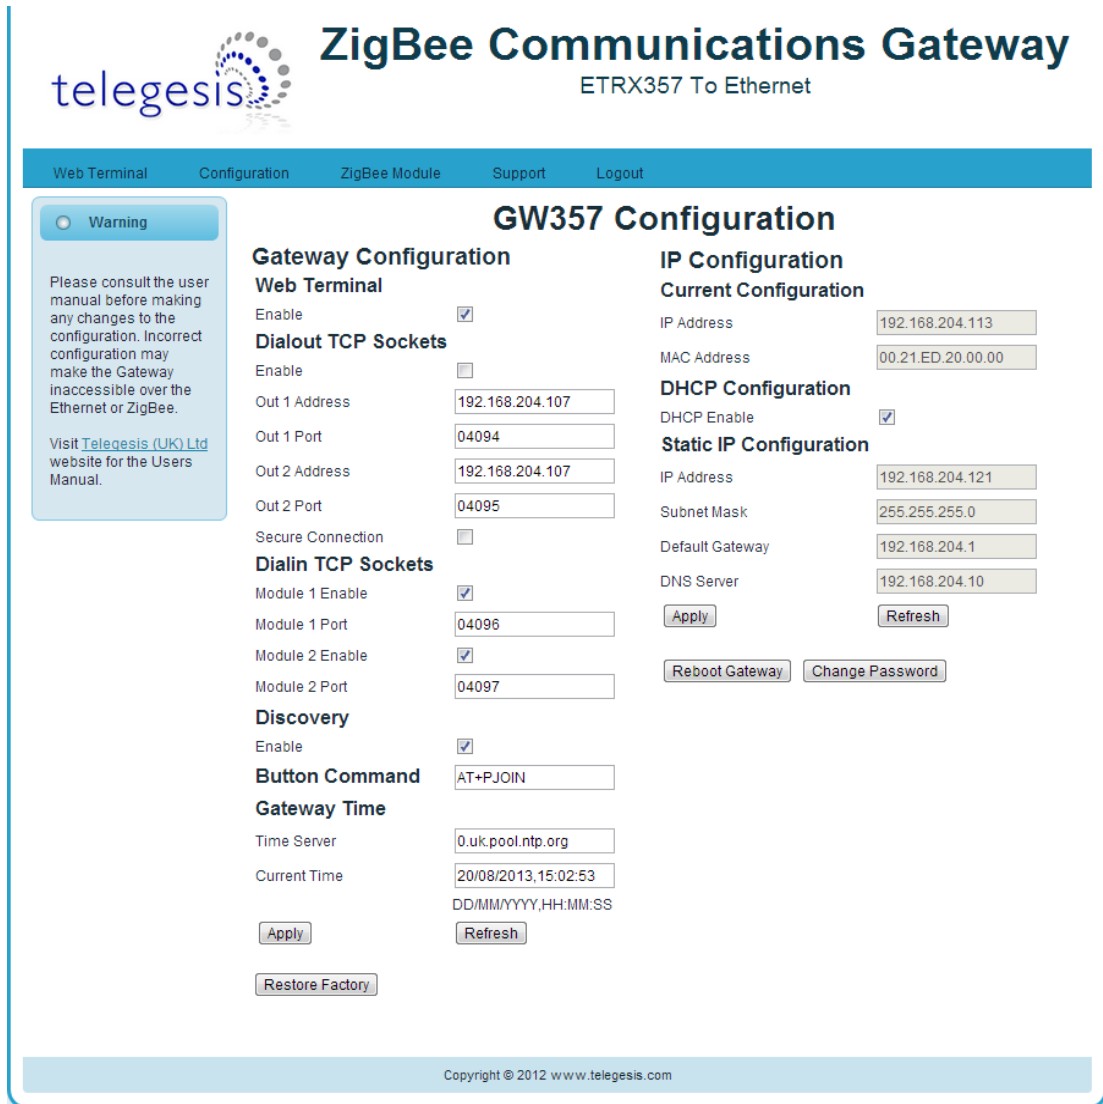 telegesis
ZigBee Communications Gateway
ETRX357 To Ethernet
Web Terminal Configuration ZigBee Module Support Logout
Warning
Please consult the user
manual before making
any changes to the
configuration. Incorrect
configuration may
make the Gateway
inaccessible over the
Ethernet or ZigBee.
Visit Telegesis (UK) Ltd
website for the Users
Manual.
GW357 Configuration
Gateway Configuration
Web Terminal
Enable
Dialout TCP Sockets
Enable
Out 1 Address 192.168.204.107
Out 1 Port 04094
Out 2 Address 192.168.204.107
Out 2 Port 04095
Secure Connection
Dialin TCP Sockets
Module 1 Enable
Module 1 Port 04096
Module 2 Enable
Module 2 Port 04097
Discovery
Enable
Button Command AT+PJOIN
Gateway Time
Time Server 0.uk.pool.ntp.org
Current Time 20/08/2013,15:02:53
DD/MM/YYYY,HH:MM:SS
Apply Refresh
Restore Factory
IP Configuration
Current Configuration
IP Address 192.168.204.113
MAC Address 00.21.ED.20.00.00
DHCP Configuration
DHCP Enable
Static IP Configuration
IP Address 192.168.204.121
Subnet Mask 255.255.255.0
Default Gateway 192.168.204.1
DNS Server 192.168.204.10
Apply Refresh
Reboot Gateway Change Password
Copyright © 2012 www.telegesis.com